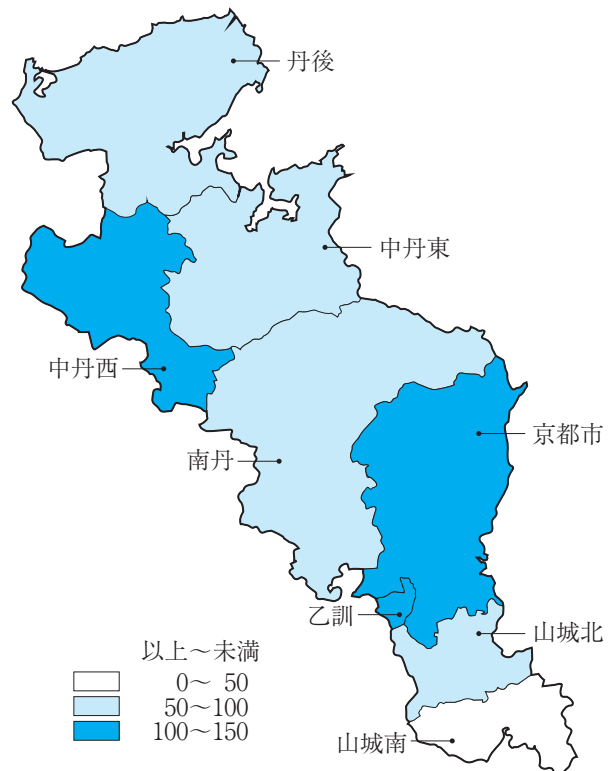 丹後
中丹東
中丹西
京都市
南丹
乙訓
山城北
以上～未満
0～ 50
50～100
100～150
山城南